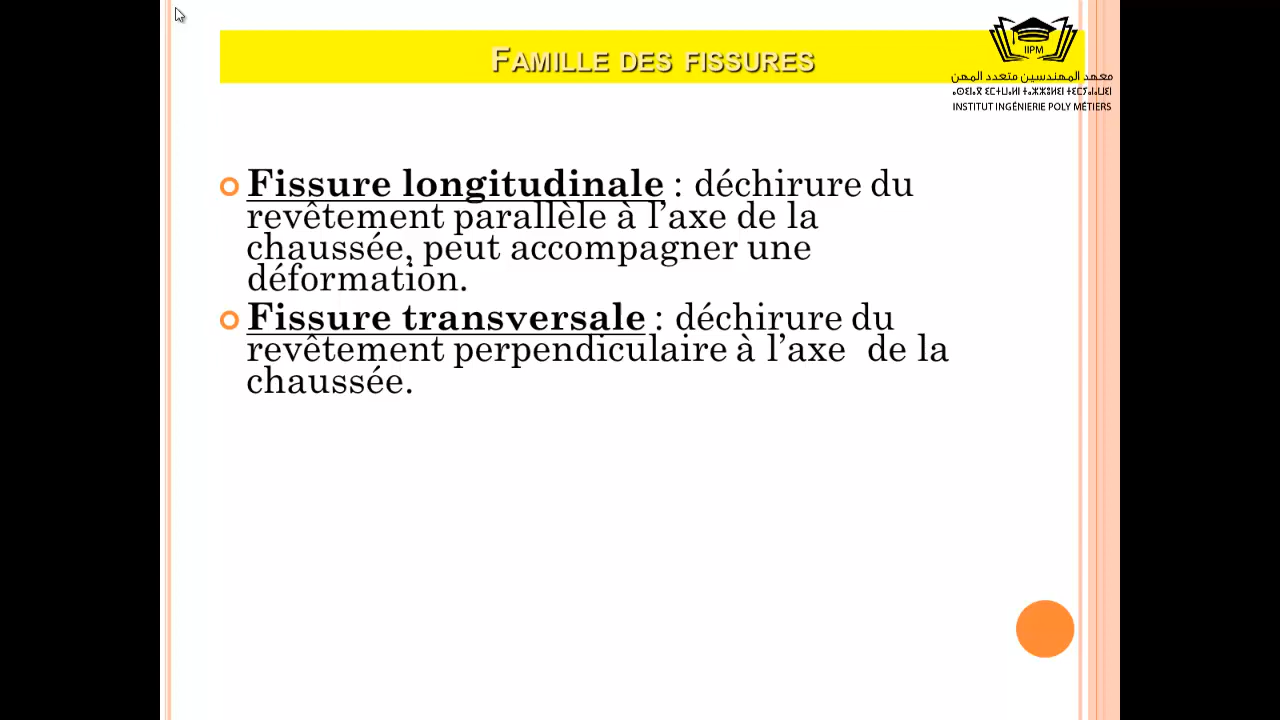 FAMILLE DES FISSURES
IIPM
معهد المهندسين متعدد المهن
INSTITUT INGÉNIERIE POLY MÉTIERS
Fissure longitudinale : déchirure du
revêtement parallèle à l’axe de la
chaussée, peut accompagner une
déformation.
Fissure transversale : déchirure du
revêtement perpendiculaire à l’axe de la
chaussée.